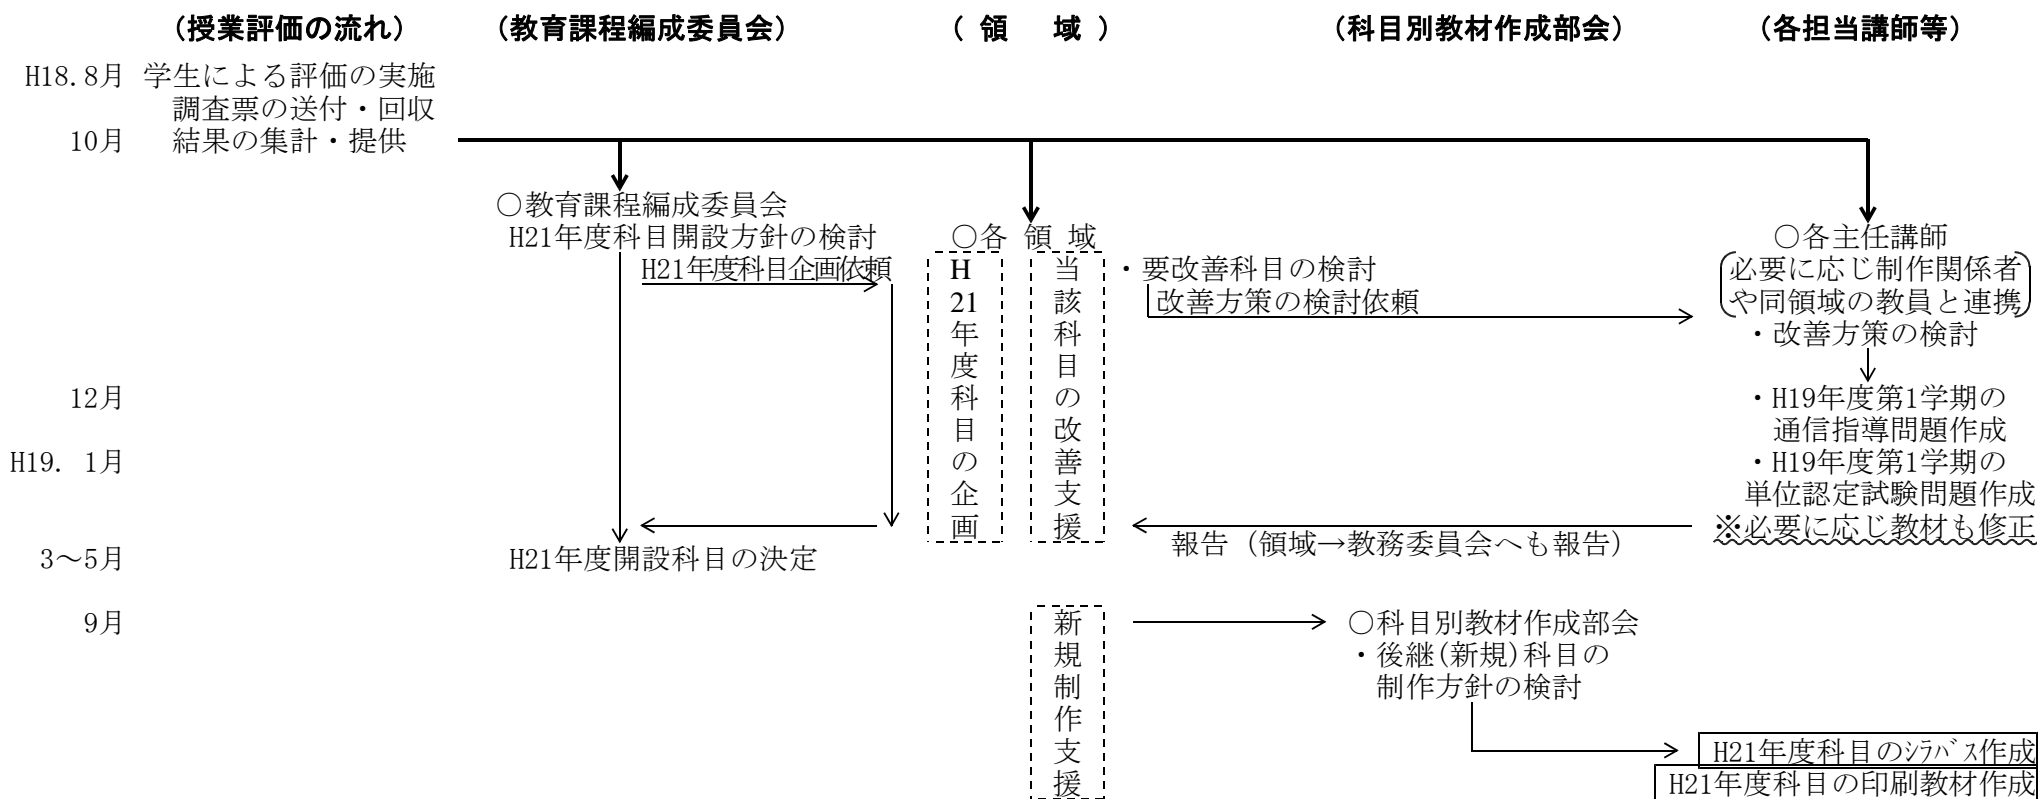 (授業評価の流れ) (教育課程編成委員会) (領 域) (科目別教材作成部会) (各担当講師等)
H18.8月 学生による評価の実施
調査票の送付・回収
10月 結果の集計・提供
○教育課程編成委員会
H21年度科目開設方針の検討
H21年度科目企画依頼
○各 領 域
H21年度科目の企画
当該科目の改善支援
・要改善科目の検討
改善方策の検討依頼
○各主任講師
必要に応じ制作関係者
や同領域の教員と連携
・改善方策の検討
12月
・H19年度第1学期の
通信指導問題作成
H19. 1月
・H19年度第1学期の
単位認定試験問題作成
※必要に応じ教材も修正
報告(領域→教務委員会へも報告)
3~5月
H21年度開設科目の決定
9月
新規制作支援
○科目別教材作成部会
・後継(新規)科目の
制作方針の検討
H21年度科目のシラバス作成
H21年度科目の印刷教材作成